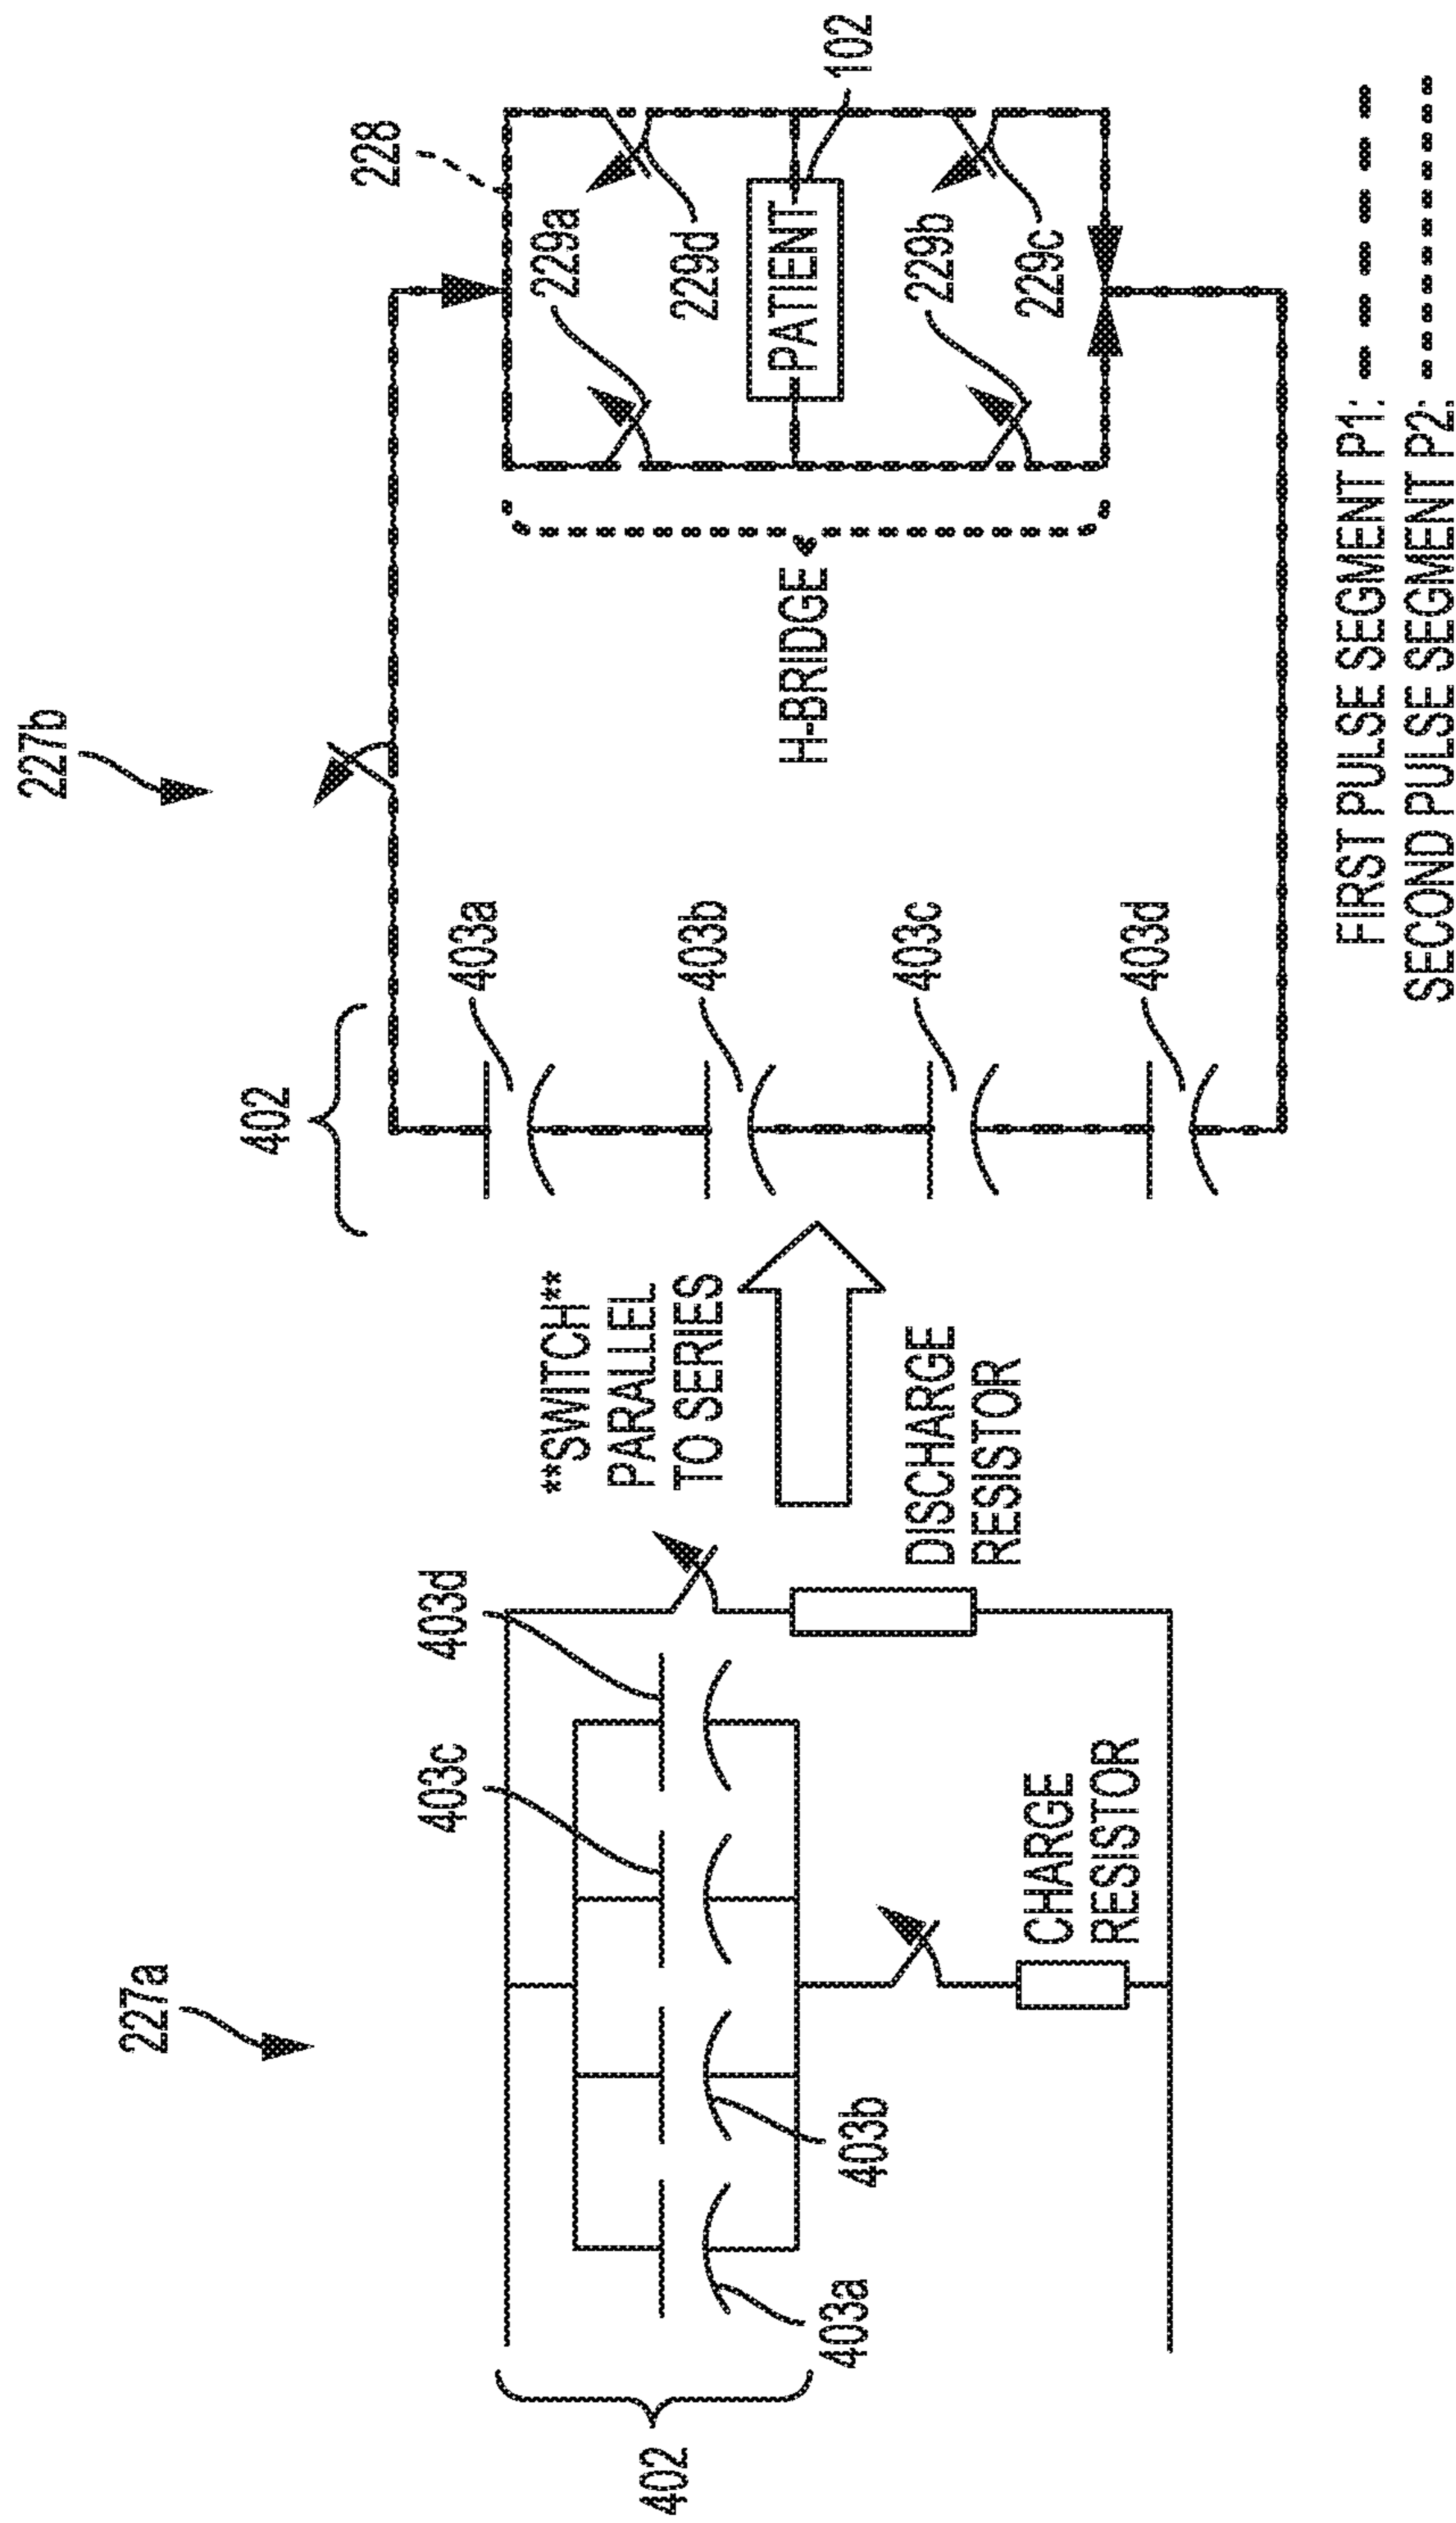 227a
227b
402
403a
403b
403c
403d
CHARGE
RESISTOR
DISCHARGE
RESISTOR
**SWITCH**
PARALLEL
TO SERIES
402
403a
403b
403c
403d
H-BRIDGE
228
229a
229d
PATIENT
102
229b
229c
FIRST PULSE SEGMENT P1:
SECOND PULSE SEGMENT P2: